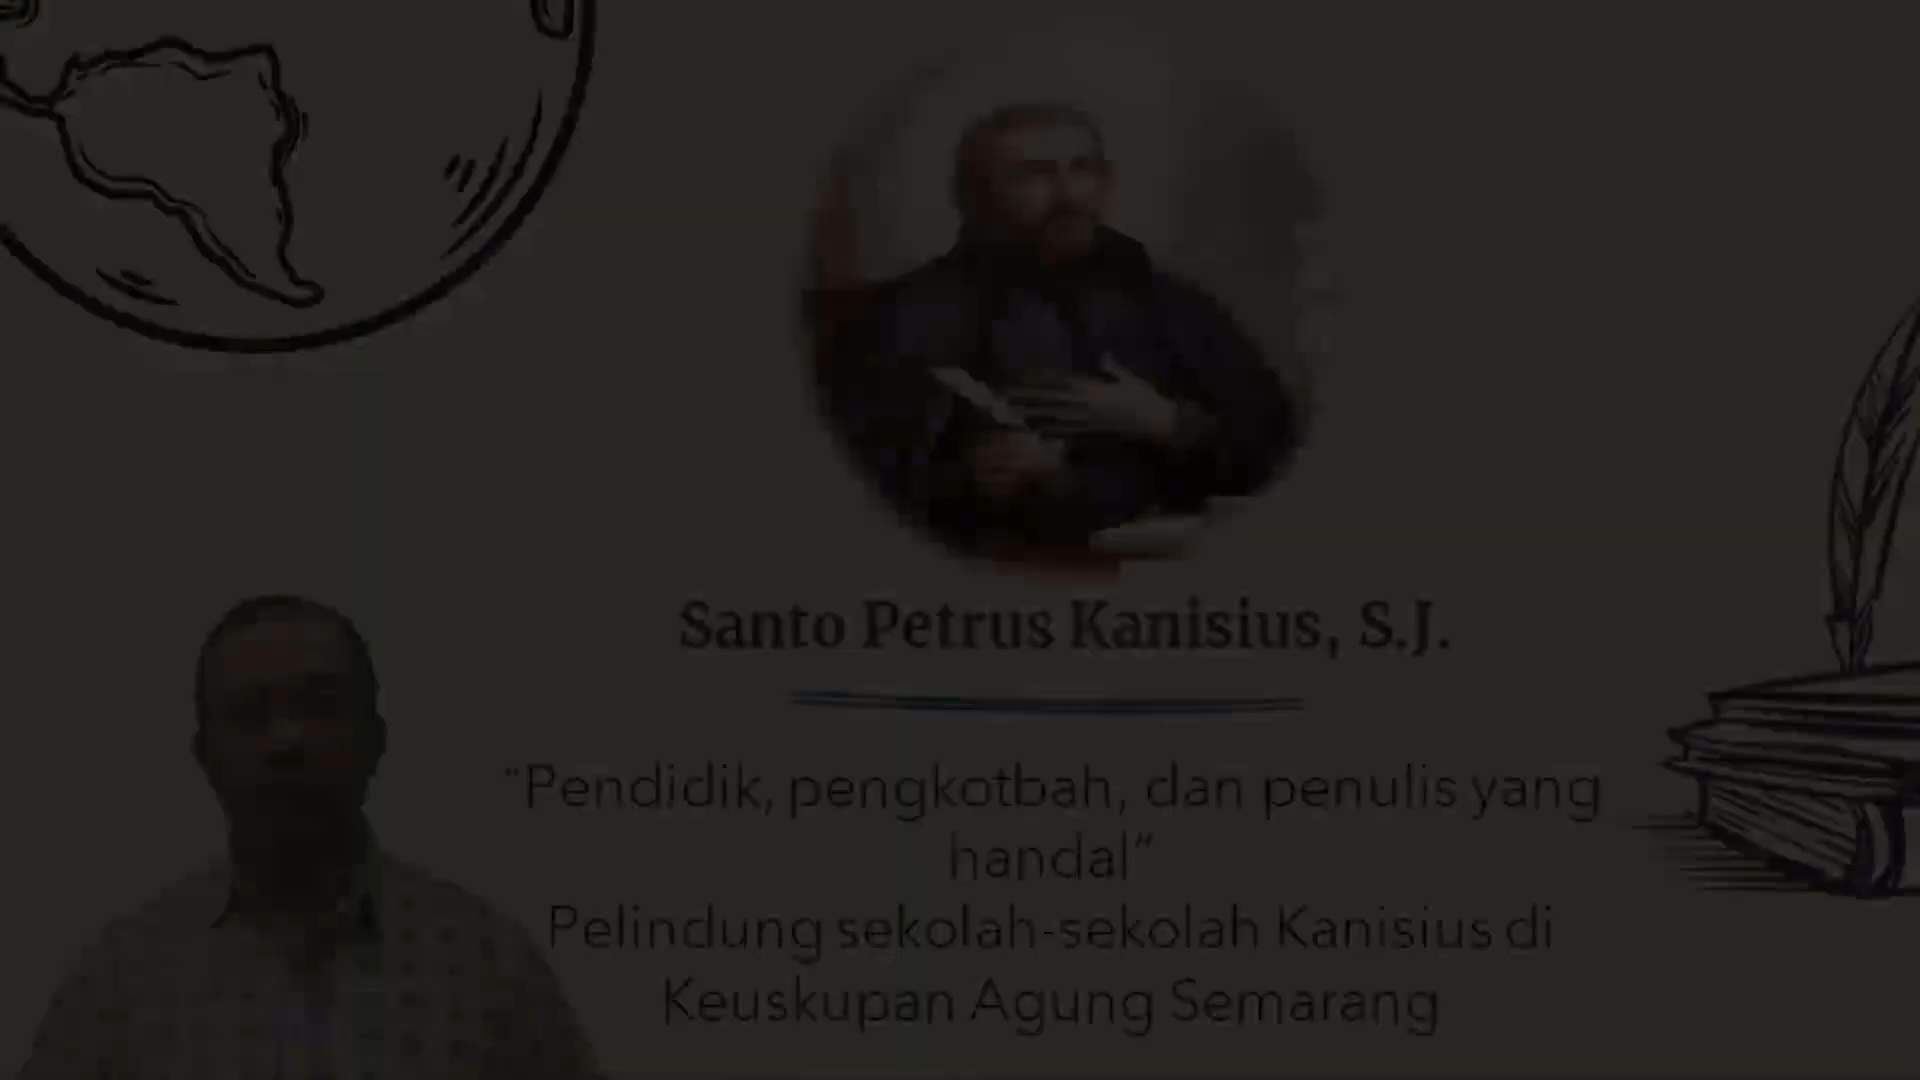 Santo Petrus Kanisius, S.J.
"Pendidik, pengkotbah, dan penulis yang
handal"
Pelindung sekolah-sekolah Kanisius di
Keuskupan Agung Semarang